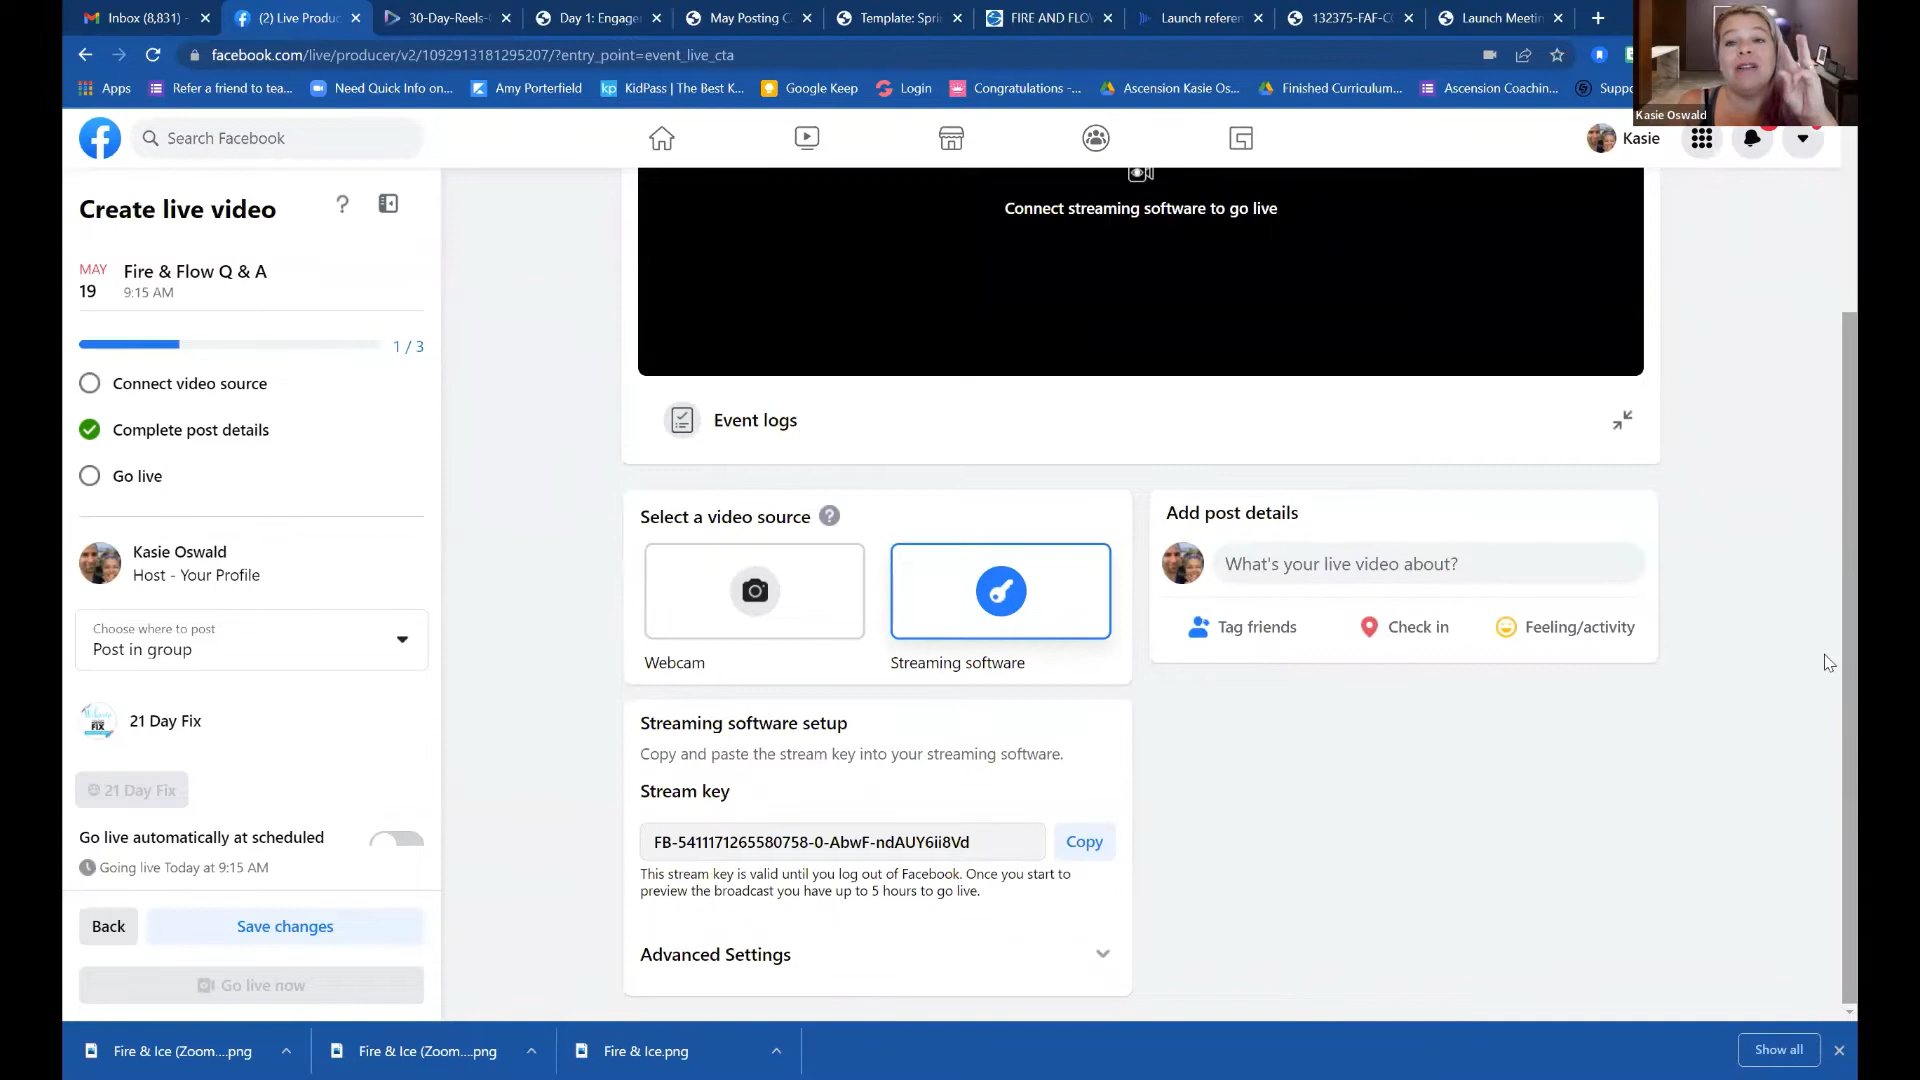 Inbox (8,831)
(2) Live Produc
30-Day-Reels-
Day 1: Engage
May Posting C
Template: Spri
FIRE AND FLO
Launch referen
132375-FAF-C
Launch Meetin
facebook.com/live/producer/v2/1092913181295207/?entry_point=event_live_cta
Apps
Refer a friend to tea...
Need Quick Info on...
Amy Porterfield
kp KidPass | The Best K...
Google Keep
Login
Congratulations -...
Ascension Kasie Os...
Finished Curriculum...
Ascension Coachin...
Suppo
Kasie Oswald
Search Facebook
Kasie
Create live video
?
MAY
19
Fire & Flow Q & A
9:15 AM
1 / 3
Connect video source
Complete post details
Go live
Kasie Oswald
Host - Your Profile
Choose where to post
Post in group
FIX
21 Day Fix
21 Day Fix
Go live automatically at scheduled
Going live Today at 9:15 AM
Back
Save changes
Go live now
Connect streaming software to go live
Event logs
Select a video source ?
Webcam
Streaming software
Add post details
What's your live video about?
Tag friends
Check in
Feeling/activity
Streaming software setup
Copy and paste the stream key into your streaming software.
Stream key
FB-5411171265580758-0-AbwF-ndAUY6ii8Vd
Copy
This stream key is valid until you log out of Facebook. Once you start to
preview the broadcast you have up to 5 hours to go live.
Advanced Settings
Fire & Ice (Zoom....png
Fire & Ice (Zoom....png
Fire & Ice.png
Show all